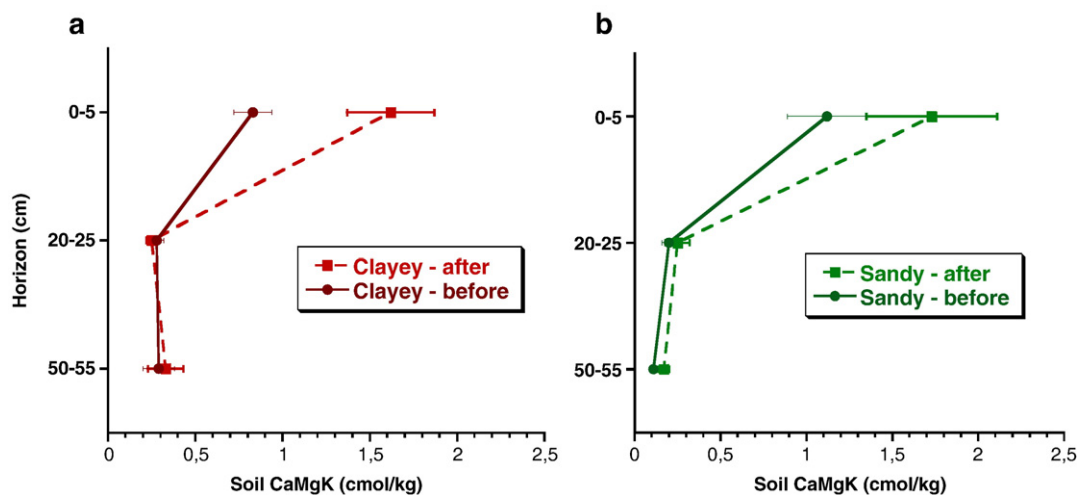 a
0-5
20-25
50-55
Horizon (cm)
Clayey - after
Clayey - before
0 0,5 1 1,5 2 2,5
Soil CaMgK (cmol/kg)
b
0-5
20-25
50-55
Sandy - after
Sandy - before
0 0,5 1 1,5 2 2,5
Soil CaMgK (cmol/kg)